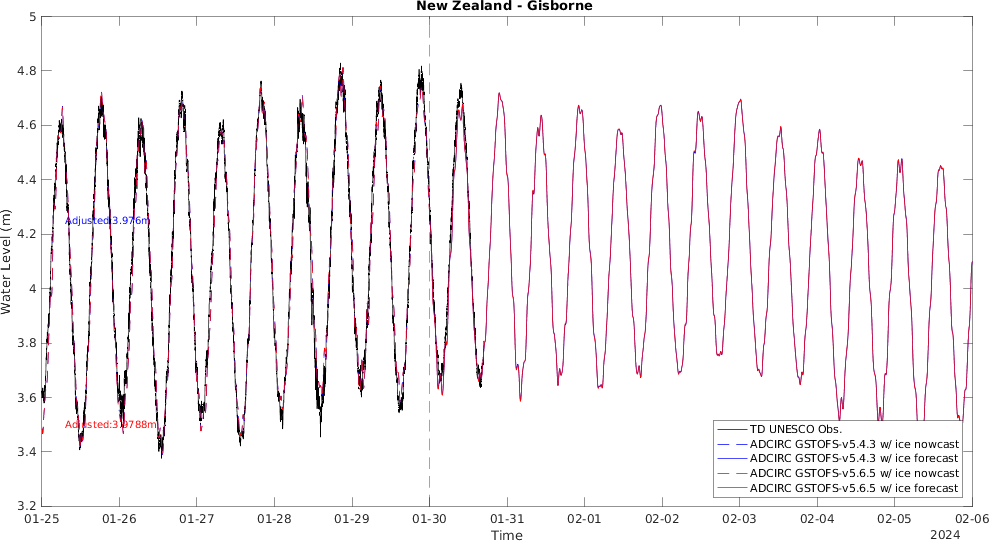 New Zealand - Gisborne
5
4.8
4.6
4.4
4.2
4
3.8
3.6
3.4
3.2
Water Level (m)
Adjusted:3.976m
Adjusted:3.9788m
TD UNESCO Obs.
ADCIRC GSTOFS-v5.4.3 w/ ice nowcast
ADCIRC GSTOFS-v5.4.3 w/ ice forecast
ADCIRC GSTOFS-v5.6.5 w/ ice nowcast
ADCIRC GSTOFS-v5.6.5 w/ ice forecast
01-25 01-26 01-27 01-28 01-29 01-30 01-31 02-01 02-02 02-03 02-04 02-05 02-06
Time
2024